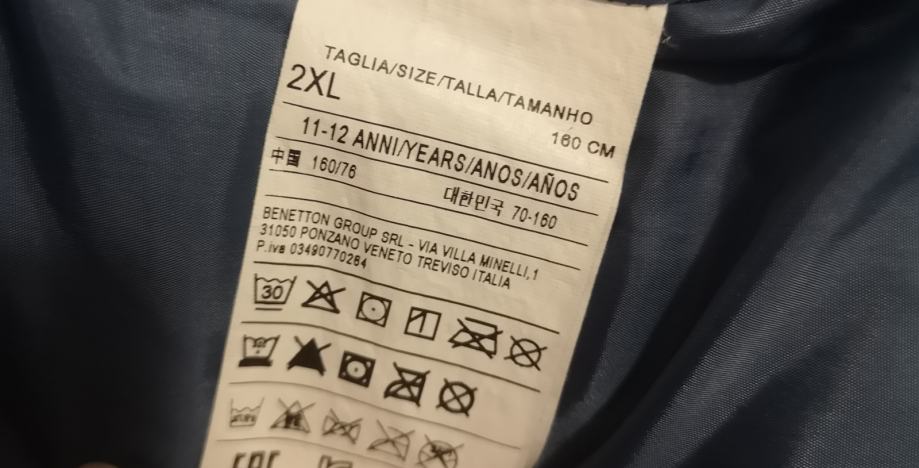 TAGLIA/SIZE/TALLA/TAMANHO
2XL
160 CM
11-12 ANNI/YEARS/ANOS/AÑOS
中国 160/76
대한민국 70-160
BENETTON GROUP SRL - VIA VILLA MINELLI,1
31050 PONZANO VENETO TREVISO ITALIA
P.iva 03490770264
30